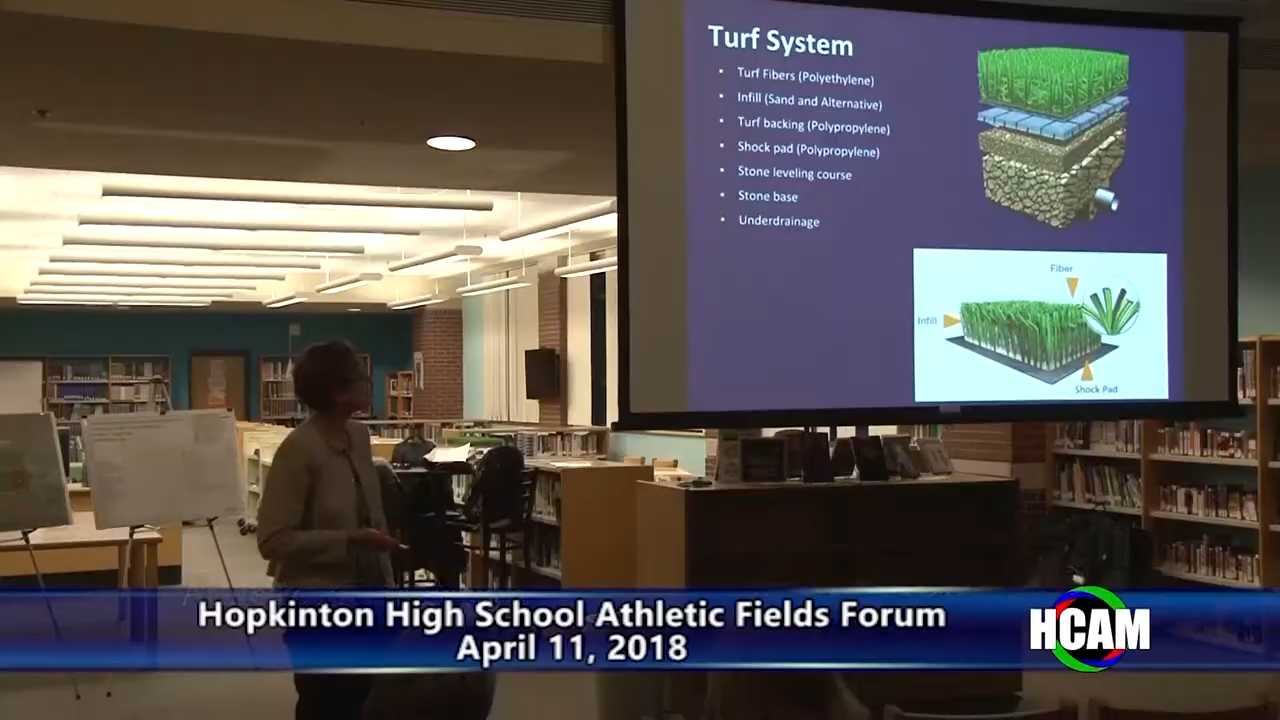 Turf System
▪ Turf Fibers (Polyethylene)
▪ Infill (Sand and Alternative)
▪ Turf backing (Polypropylene)
▪ Shock pad (Polypropylene)
▪ Stone leveling course
▪ Stone base
▪ Underdrainage
Fiber
Infill
Shock Pad
Hopkinton High School Athletic Fields Forum
April 11, 2018
HCAM